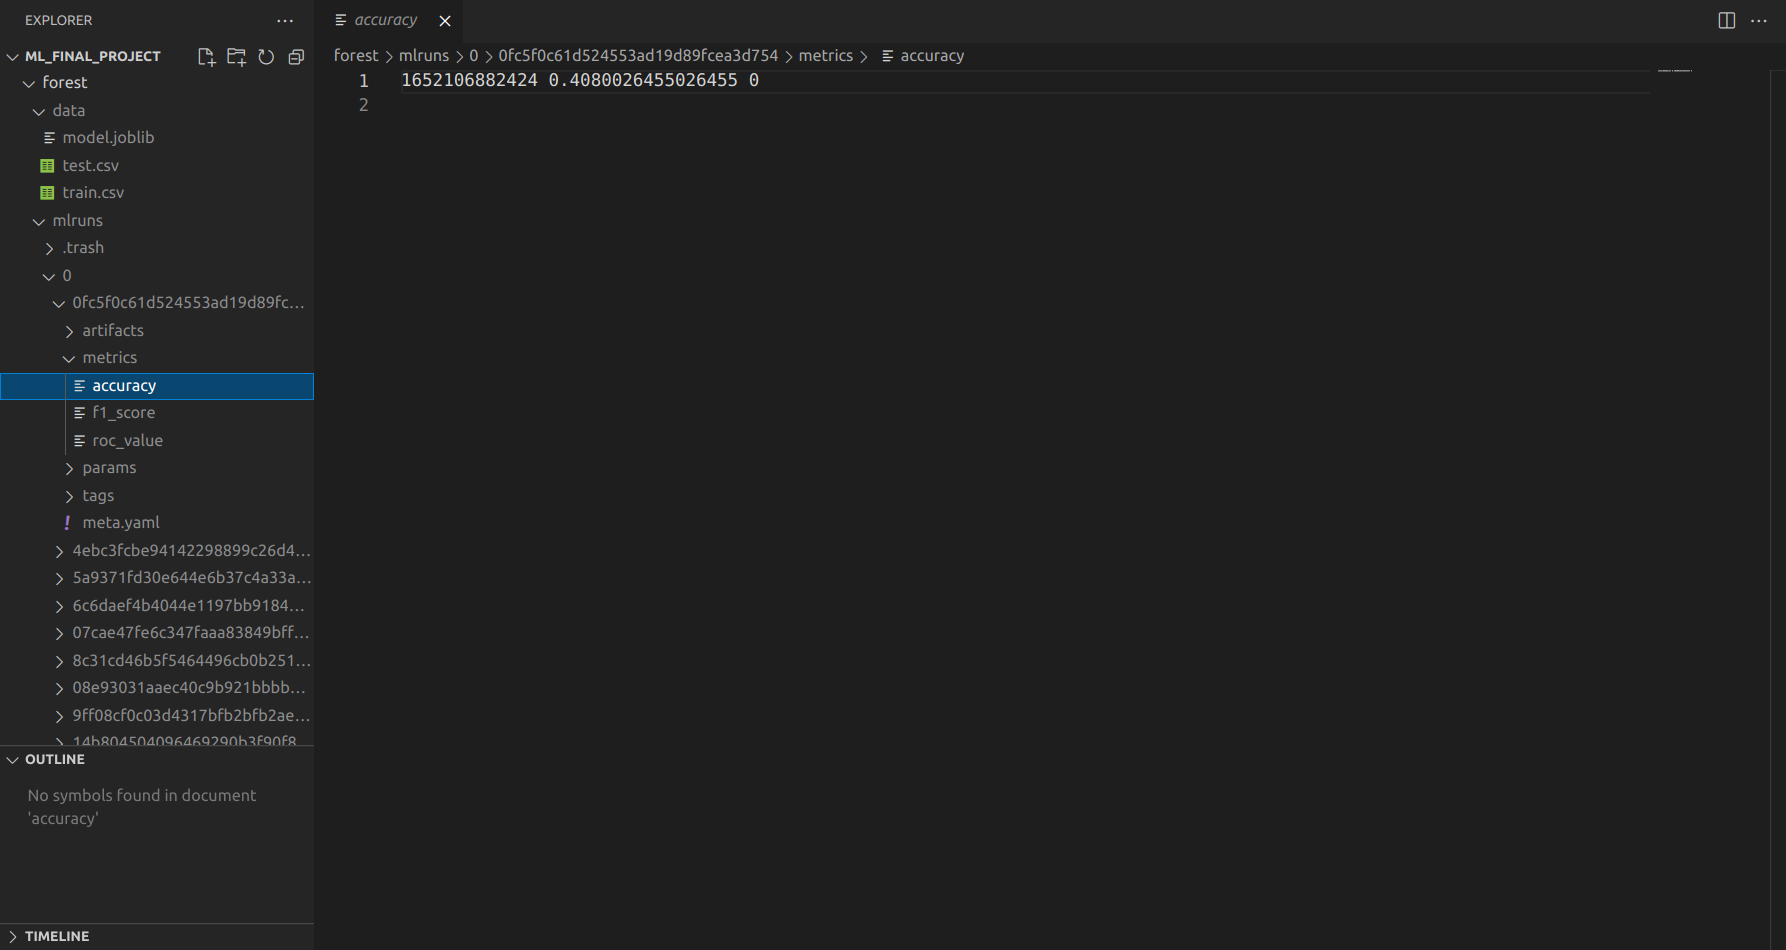 EXPLORER
ML_FINAL_PROJECT
forest
data
model.joblib
test.csv
train.csv
mlruns
.trash
0
0fc5f0c61d524553ad19d89fc...
artifacts
metrics
accuracy
f1_score
roc_value
params
tags
! meta.yaml
4ebc3fcbe94142298899c26d4...
5a9371fd30e644e6b37c4a33a...
6c6daef4b4044e1197bb9184...
07cae47fe6c347faaa83849bff...
8c31cd46b5f5464496cb0b251...
08e93031aaec40c9b921bbbb...
9ff08cf0c03d4317bfb2bfb2ae...
14b804504096469290b3f90f8
OUTLINE
No symbols found in document
'accuracy'
TIMELINE
accuracy
forest > mlruns > 0 > 0fc5f0c61d524553ad19d89fcea3d754 > metrics > accuracy
1 1652106882424 0.4080026455026455 0
2